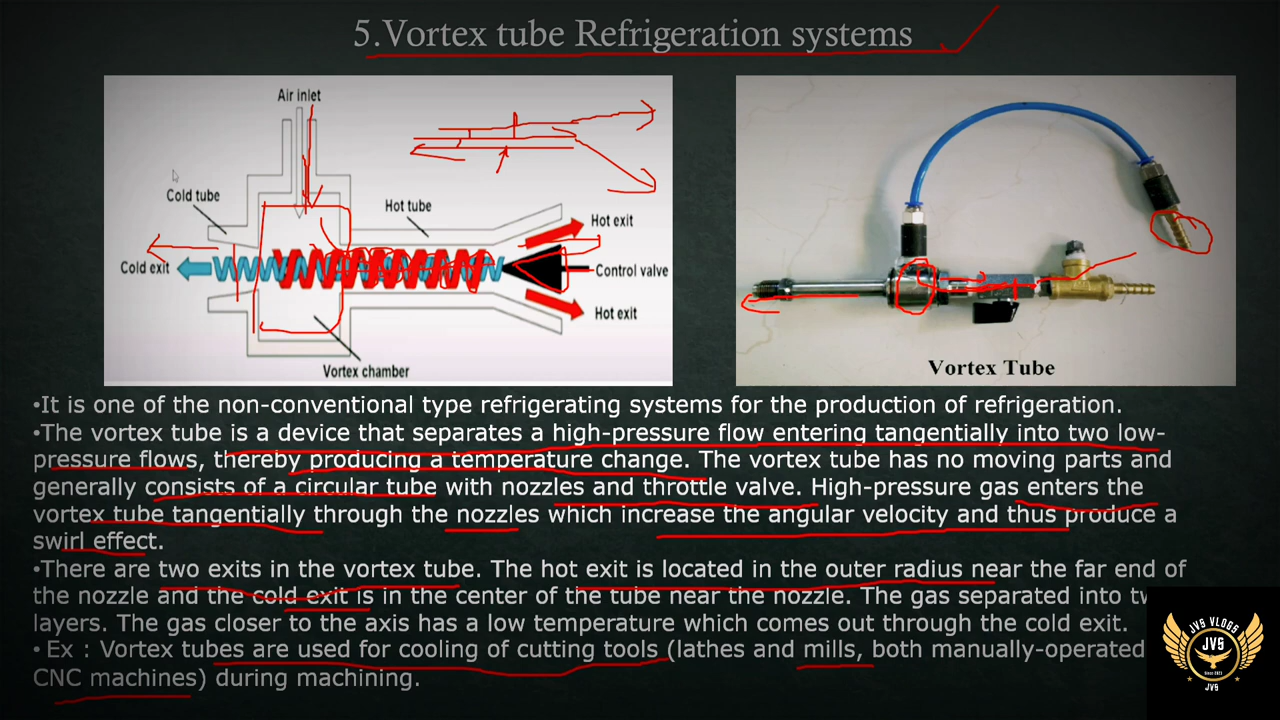 5.Vortex tube Refrigeration systems
Air inlet
Cold tube
Hot tube
Hot exit
Cold exit
Control valve
Hot exit
Vortex chamber
Vortex Tube
•It is one of the non-conventional type refrigerating systems for the production of refrigeration.
•The vortex tube is a device that separates a high-pressure flow entering tangentially into two low-
pressure flows, thereby producing a temperature change. The vortex tube has no moving parts and
generally consists of a circular tube with nozzles and throttle valve. High-pressure gas enters the
vortex tube tangentially through the nozzles which increase the angular velocity and thus produce a
swirl effect.
•There are two exits in the vortex tube. The hot exit is located in the outer radius near the far end of
the nozzle and the cold exit is in the center of the tube near the nozzle. The gas separated into
layers. The gas closer to the axis has a low temperature which comes out through the cold exit.
• Ex : Vortex tubes are used for cooling of cutting tools (lathes and mills, both manually-operated
CNC machines) during machining.
JVS VLOGS
JVS
JVS